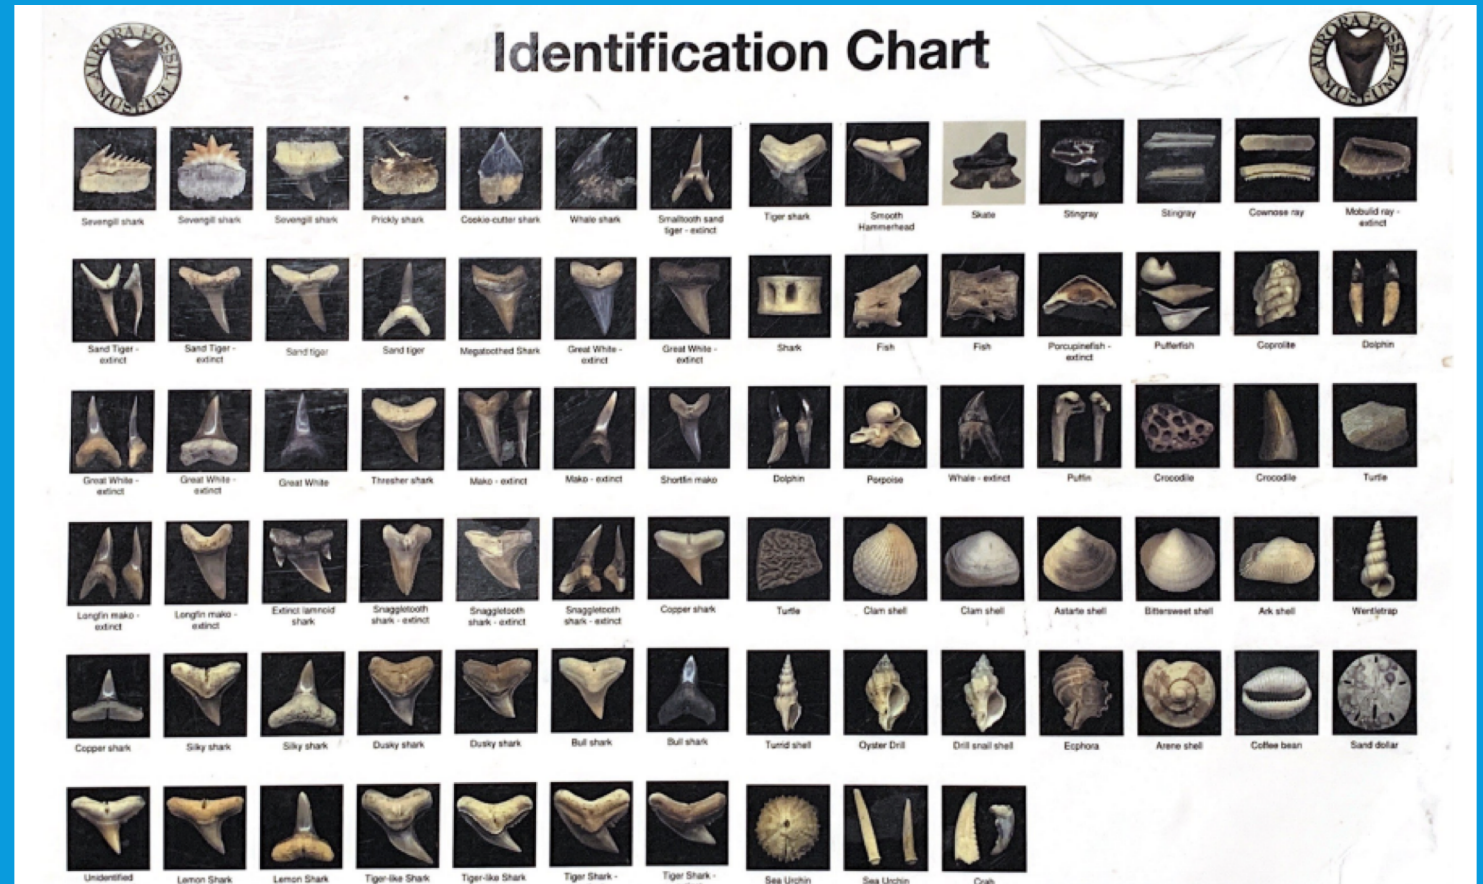 AURORA FOSSIL MUSEUM
Identification Chart
AURORA FOSSIL MUSEUM
Sevengill shark
Sevengill shark
Sevengill shark
Prickly shark
Cookie-cutter shark
Whale shark
Smalltooth sand
tiger - extinct
Tiger shark
Smooth
Hammerhead
Skate
Stingray
Stingray
Cownose ray
Mobulid ray -
extinct
Sand Tiger -
extinct
Sand Tiger -
extinct
Sand tiger
Sand tiger
Megatoothed Shark
Great White -
extinct
Great White -
extinct
Shark
Fish
Fish
Porcupinefish -
extinct
Pufferfish
Coprolite
Dolphin
Great White -
extinct
Great White -
extinct
Great White
Thresher shark
Mako - extinct
Mako - extinct
Shortfin mako
Dolphin
Porpoise
Whale - extinct
Puffin
Crocodile
Crocodile
Turtle
Longfin mako -
extinct
Longfin mako -
extinct
Extinct lamnoid
shark
Snaggletooth
shark - extinct
Snaggletooth
shark - extinct
Snaggletooth
shark - extinct
Copper shark
Turtle
Clam shell
Clam shell
Astarte shell
Bittersweet shell
Ark shell
Wentletrap
Copper shark
Silky shark
Silky shark
Dusky shark
Dusky shark
Bull shark
Bull shark
Turrid shell
Oyster Drill
Drill snail shell
Ecphora
Arene shell
Coffee bean
Sand dollar
Unidentified
Lemon Shark
Lemon Shark
Tiger-like Shark
Tiger-like Shark
Tiger Shark -
Tiger Shark -
Sea Urchin
Sea Urchin
Crab